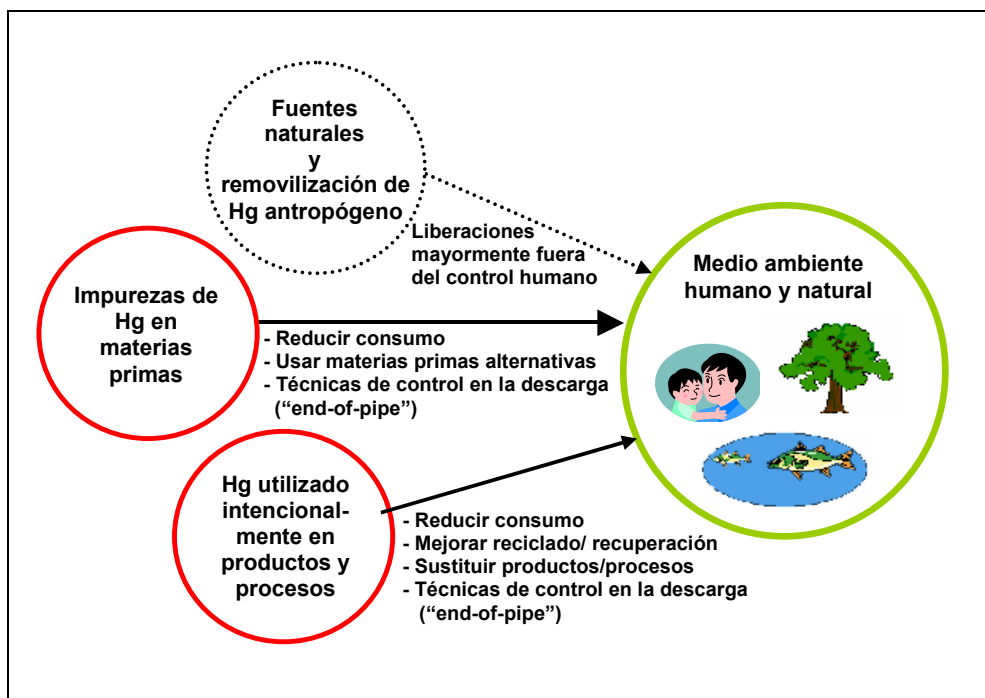 Fuentes
naturales
y
removilización de
Hg antropógeno
Liberaciones
mayormente fuera
del control humano
Medio ambiente
humano y natural
Impurezas de
Hg en
materias
primas
- Reducir consumo
- Usar materias primas alternativas
- Técnicas de control en la descarga
(“end-of-pipe”)
Hg utilizado
intencional-
mente en
productos y
procesos
- Reducir consumo
- Mejorar reciclado/ recuperación
- Sustituir productos/procesos
- Técnicas de control en la descarga
(“end-of-pipe”)